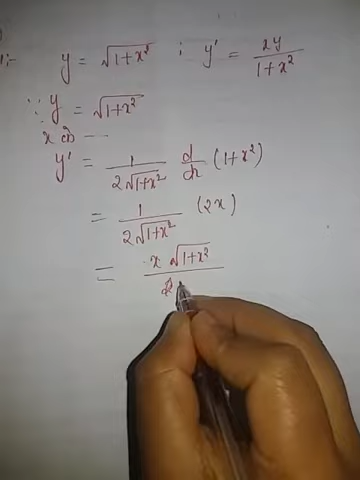 y = √1+x² ; y' = xy / 1+x²
∵ y = √1+x²
x के —
y' = 1 / 2√1+x² d/dx (1+x²)
= 1 / 2√1+x² (2x)
= x √1+x²